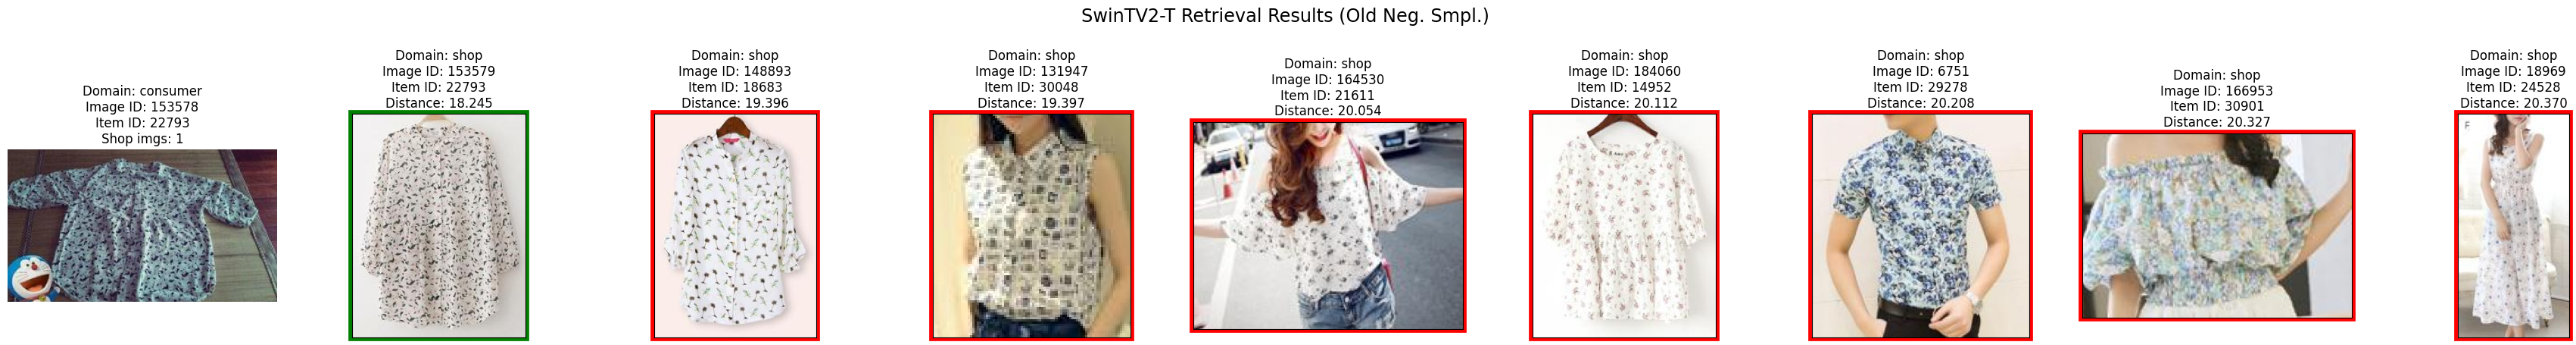 SwinTV2-T Retrieval Results (Old Neg. Smpl.)
Domain: consumer
Image ID: 153578
Item ID: 22793
Shop imgs: 1
Domain: shop
Image ID: 153579
Item ID: 22793
Distance: 18.245
Domain: shop
Image ID: 148893
Item ID: 18683
Distance: 19.396
Domain: shop
Image ID: 131947
Item ID: 30048
Distance: 19.397
Domain: shop
Image ID: 164530
Item ID: 21611
Distance: 20.054
Domain: shop
Image ID: 184060
Item ID: 14952
Distance: 20.112
Domain: shop
Image ID: 6751
Item ID: 29278
Distance: 20.208
Domain: shop
Image ID: 166953
Item ID: 30901
Distance: 20.327
Domain: shop
Image ID: 18969
Item ID: 24528
Distance: 20.370